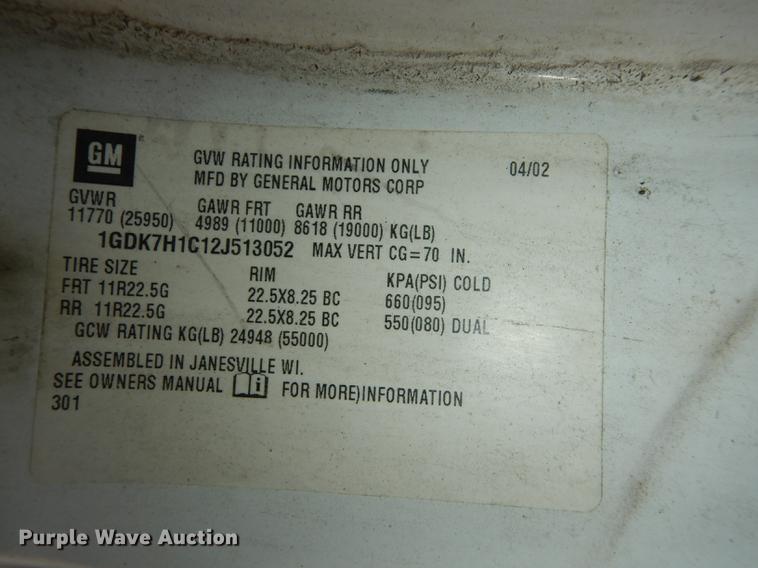 GM
GVW RATING INFORMATION ONLY 04/02
MFD BY GENERAL MOTORS CORP
GVWR GAWR FRT GAWR RR
11770 (25950) 4989 (11000) 8618 (19000) KG(LB)
1GDK7H1C12J513052 MAX VERT CG=70 IN.
TIRE SIZE RIM KPA(PSI) COLD
FRT 11R22.5G 22.5X8.25 BC 660(095)
RR 11R22.5G 22.5X8.25 BC 550(080) DUAL
GCW RATING KG(LB) 24948 (55000)
ASSEMBLED IN JANESVILLE WI.
SEE OWNERS MANUAL i FOR MORE)INFORMATION
301
Purple Wave Auction